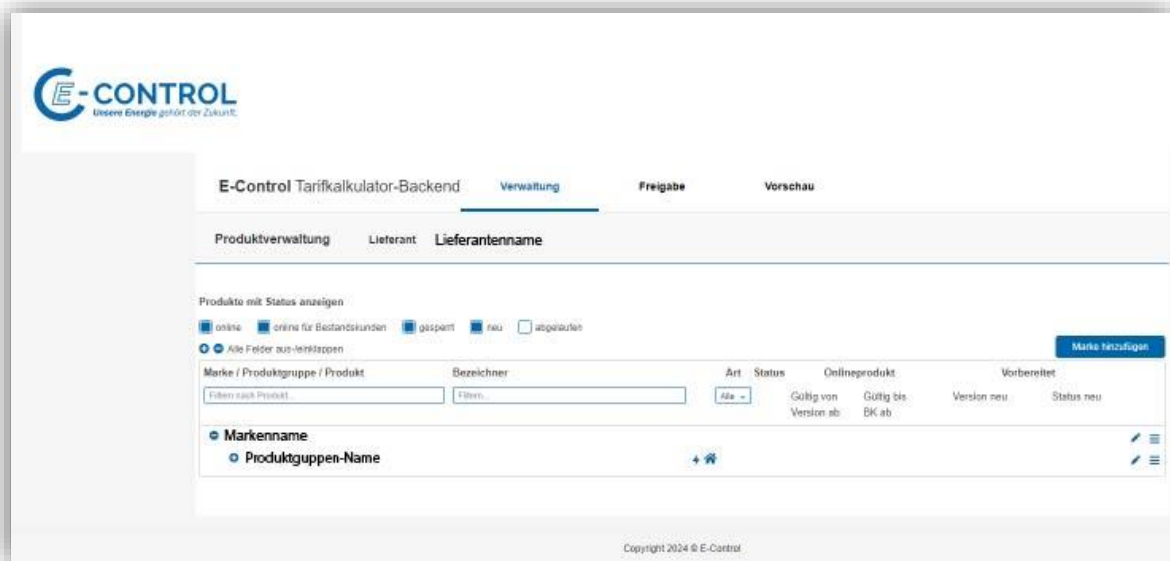 E-CONTROL
Unsere Energie gehört der Zukunft.
E-Control Tarifkalkulator-Backend Verwaltung Freigabe Vorschau
Produktverwaltung Lieferant Lieferantenname
Produkte mit Status anzeigen
online online für Bestandskunden gesperrt neu abgelaufen
Alle Felder aus-/einklappen
Marke hinzufügen
Marke / Produktgruppe / Produkt Bezeichner Art Status Onlineprodukt Vorbereitet
Filtern nach Produkt... Filtern... Alle Gültig von Gültig bis Version neu Status neu
Version ab BK ab
Markenname
Produktguppen-Name
Copyright 2024 © E-Control